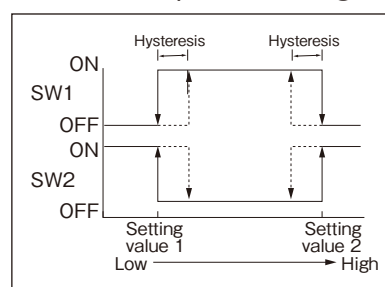 Hysteresis Hysteresis
ON
SW1
OFF
ON
SW2
OFF
Setting value 1
Setting value 2
Low High